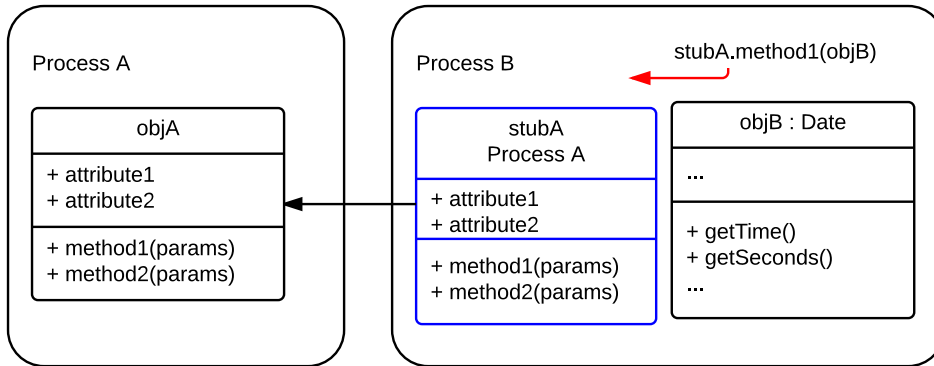 Process A
objA
+ attribute1
+ attribute2
+ method1(params)
+ method2(params)
Process B
stubA.method1(objB)
stubA
Process A
+ attribute1
+ attribute2
+ method1(params)
+ method2(params)
objB : Date
...
+ getTime()
+ getSeconds()
...